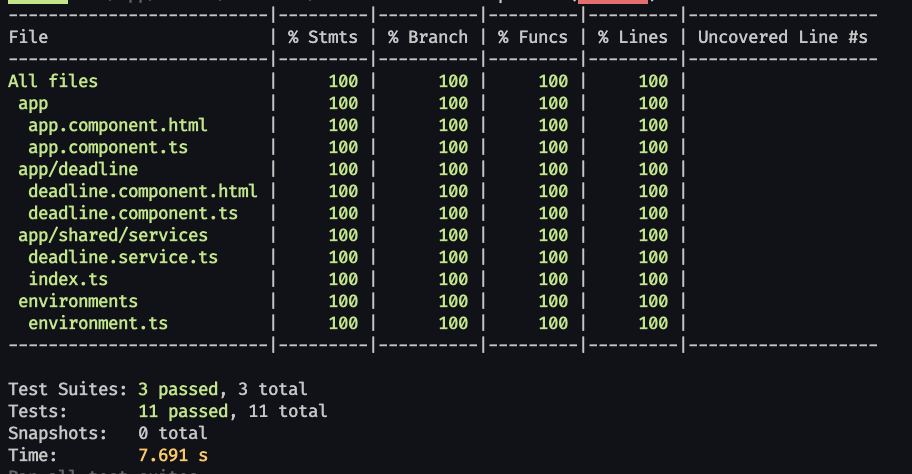 ----------------------------|---------|----------|---------|---------|-------------------
File                        | % Stmts | % Branch | % Funcs | % Lines | Uncovered Line #s
----------------------------|---------|----------|---------|---------|-------------------
All files                   |     100 |      100 |     100 |     100 |
 app                        |     100 |      100 |     100 |     100 |
  app.component.html        |     100 |      100 |     100 |     100 |
  app.component.ts          |     100 |      100 |     100 |     100 |
 app/deadline               |     100 |      100 |     100 |     100 |
  deadline.component.html   |     100 |      100 |     100 |     100 |
  deadline.component.ts     |     100 |      100 |     100 |     100 |
 app/shared/services        |     100 |      100 |     100 |     100 |
  deadline.service.ts       |     100 |      100 |     100 |     100 |
  index.ts                  |     100 |      100 |     100 |     100 |
 environments               |     100 |      100 |     100 |     100 |
  environment.ts            |     100 |      100 |     100 |     100 |
----------------------------|---------|----------|---------|---------|-------------------
Test Suites: 3 passed, 3 total
Tests:       11 passed, 11 total
Snapshots:   0 total
Time:        7.691 s